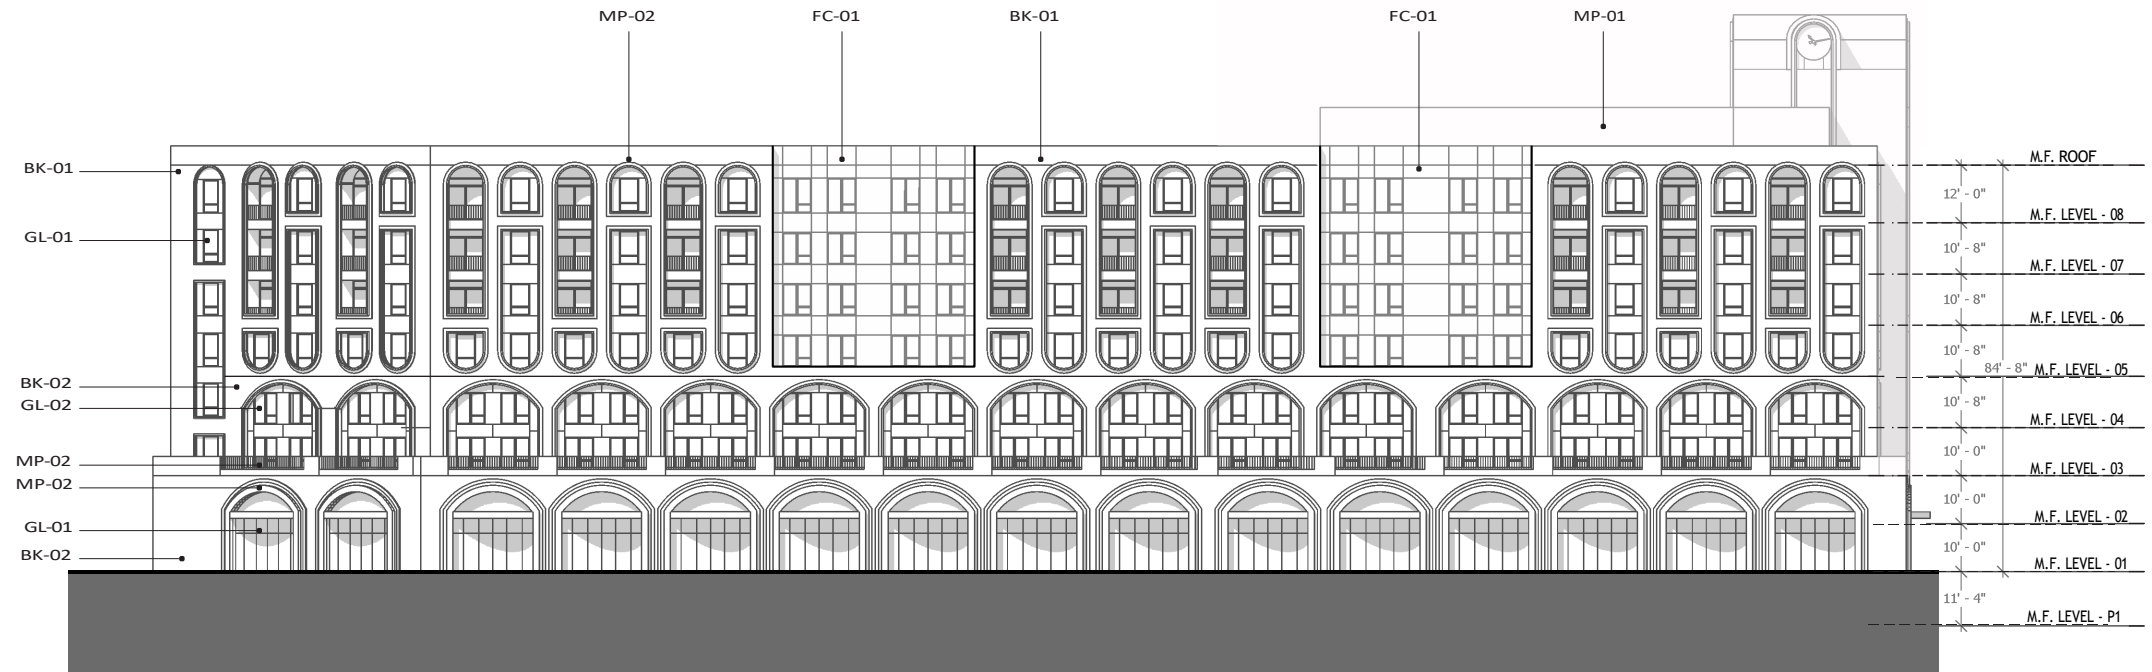 MP-02 FC-01 BK-01 FC-01 MP-01
BK-01
GL-01
BK-02
GL-02
MP-02
MP-02
GL-01
BK-02
M.F. ROOF
12' - 0"
M.F. LEVEL - 08
10' - 8"
M.F. LEVEL - 07
10' - 8"
M.F. LEVEL - 06
10' - 8"
84' - 8"
M.F. LEVEL - 05
10' - 8"
M.F. LEVEL - 04
10' - 0"
M.F. LEVEL - 03
10' - 0"
M.F. LEVEL - 02
10' - 0"
M.F. LEVEL - 01
11' - 4"
M.F. LEVEL - P1